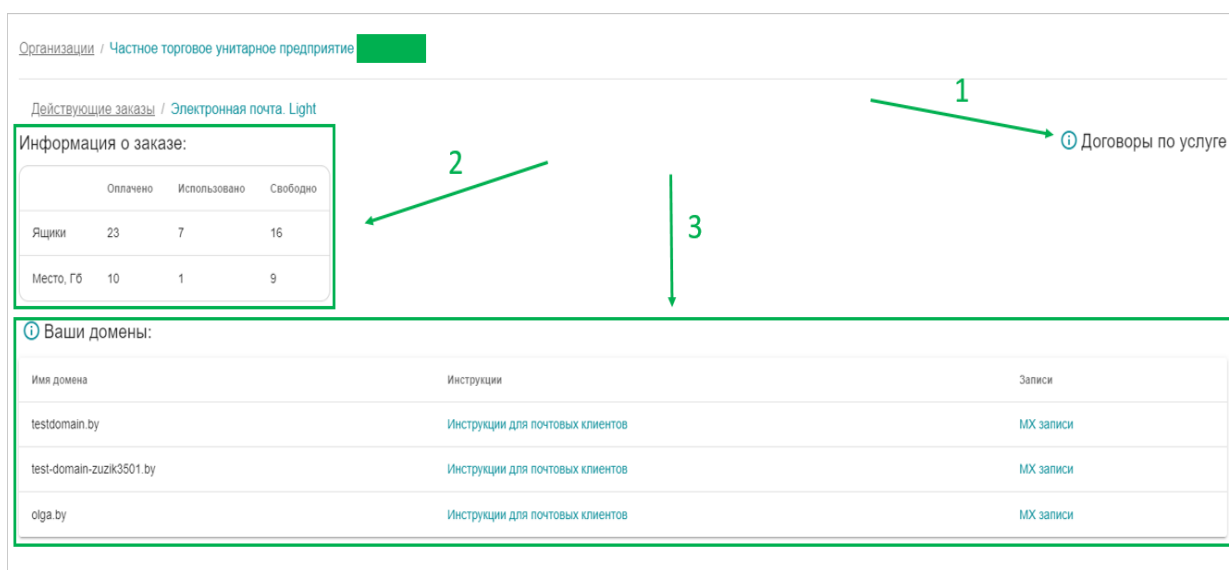 Организации / Частное торговое унитарное предприятие
1
Действующие заказы / Электронная почта. Light
Информация о заказе:
Договоры по услуге
2
Оплачено Использовано Свободно
Ящики 23 7 16
3
Место, Гб 10 1 9
Ваши домены:
Имя домена Инструкции Записи
testdomain.by Инструкции для почтовых клиентов MX записи
test-domain-zuzik3501.by Инструкции для почтовых клиентов MX записи
olga.by Инструкции для почтовых клиентов MX записи